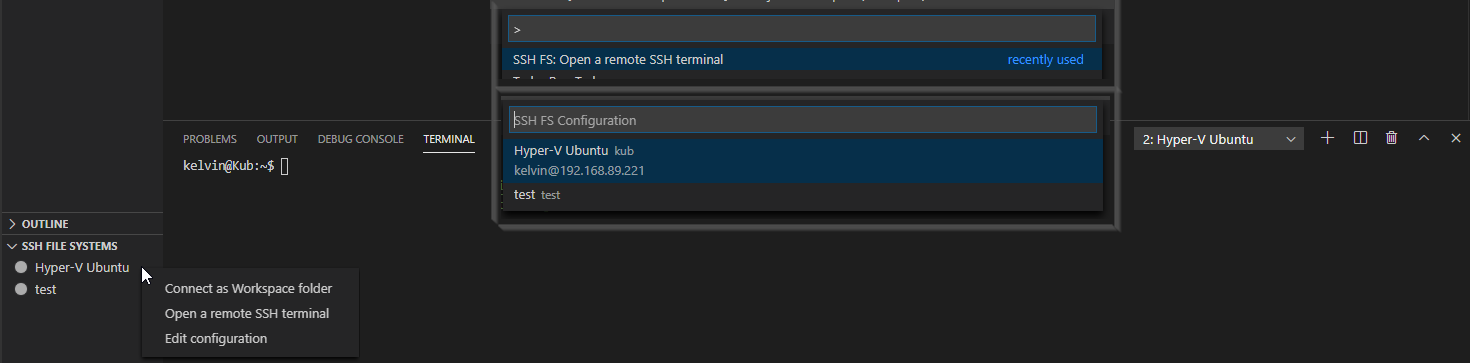 >
SSH FS: Open a remote SSH terminal recently used
SSH FS Configuration
Hyper-V Ubuntu kub
kelvin@192.168.89.221
test test
PROBLEMS OUTPUT DEBUG CONSOLE TERMINAL 2: Hyper-V Ubuntu
kelvin@Kub:~$
OUTLINE
SSH FILE SYSTEMS
Hyper-V Ubuntu
test
Connect as Workspace folder
Open a remote SSH terminal
Edit configuration